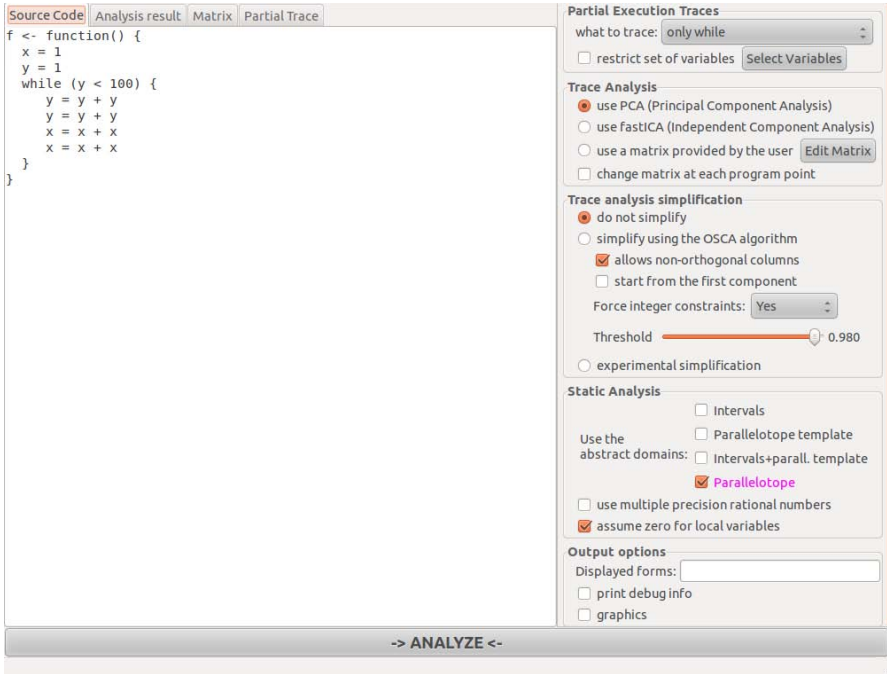 Source Code Analysis result Matrix Partial Trace
f <- function() {
  x = 1
  y = 1
  while (y < 100) {
     y = y + y
     y = y + y
     x = x + x
     x = x + x
  }
}
Partial Execution Traces
what to trace: only while
restrict set of variables Select Variables
Trace Analysis
use PCA (Principal Component Analysis)
use fastICA (Independent Component Analysis)
use a matrix provided by the user Edit Matrix
change matrix at each program point
Trace analysis simplification
do not simplify
simplify using the OSCA algorithm
allows non-orthogonal columns
start from the first component
Force integer constraints: Yes
Threshold 0.980
experimental simplification
Static Analysis
Use the
abstract domains:
Intervals
Parallelotope template
Intervals+parall. template
Parallelotope
use multiple precision rational numbers
assume zero for local variables
Output options
Displayed forms:
print debug info
graphics
-> ANALYZE <-